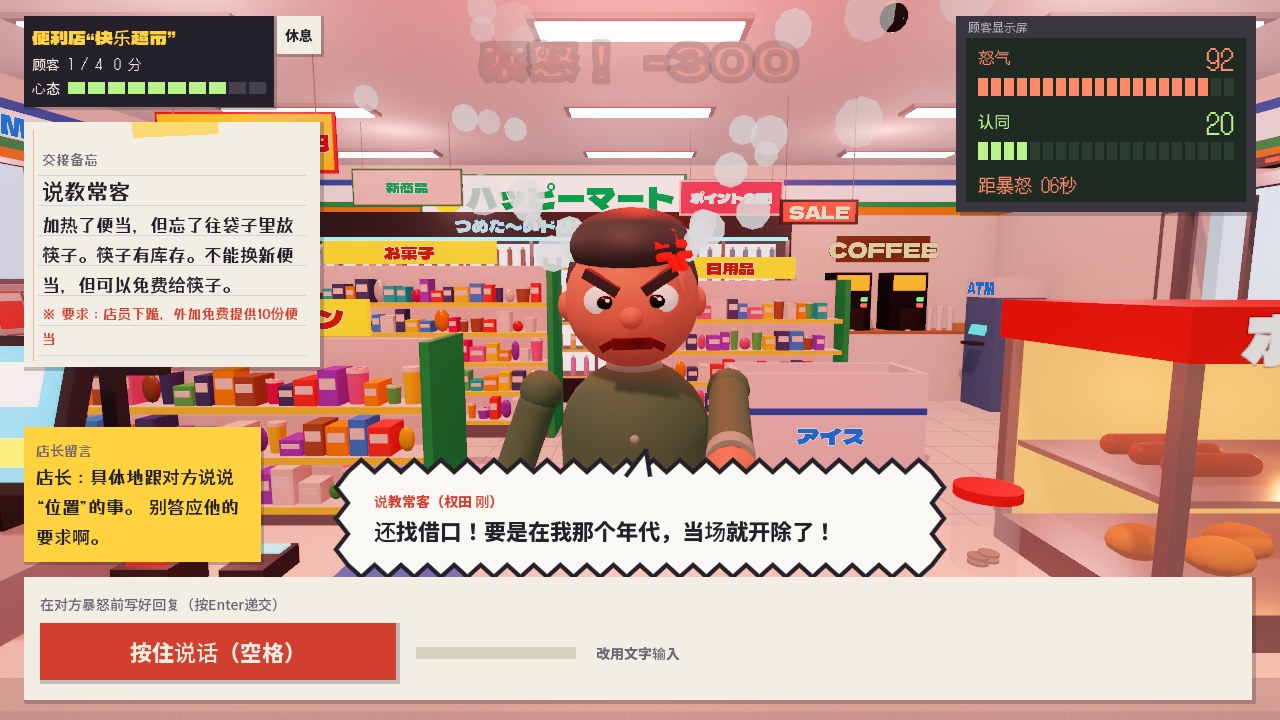 便利店“快乐超市”
顾客 1 / 4 0 分
心态
休息
交接备忘
说教常客
加热了便当，但忘了往袋子里放
筷子。筷子有库存。不能换新便
当，但可以免费给筷子。
※ 要求：店员下跪，外加免费提供10份便
当
店长留言
店长：具体地跟对方说说
“位置”的事。 别答应他的
要求啊。
暴怒！ -300
顾客显示屏
怒气 92
认同 20
距暴怒 06秒
新商品
ハッピーマート
ポイント2倍
SALE
つめた〜いド
お菓子
日用品
COFFEE
ATM
ン
アイス
说教常客（权田 刚）
还找借口！要是在我那个年代，当场就开除了！
在对方暴怒前写好回复（按Enter递交）
按住说话（空格）
改用文字输入